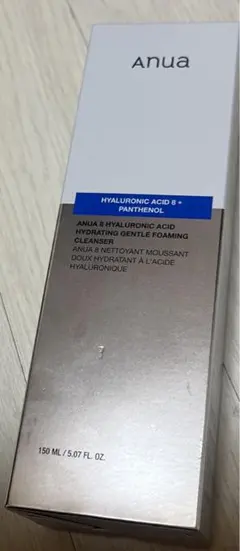 Anua
HYALURONIC ACID 8 +
PANTHENOL
ANUA 8 HYALURONIC ACID
HYDRATING GENTLE FOAMING
CLEANSER
ANUA 8 NETTOYANT MOUSSANT
DOUX HYDRATANT À L'ACIDE
HYALURONIQUE
150 ML / 5.07 FL. OZ.